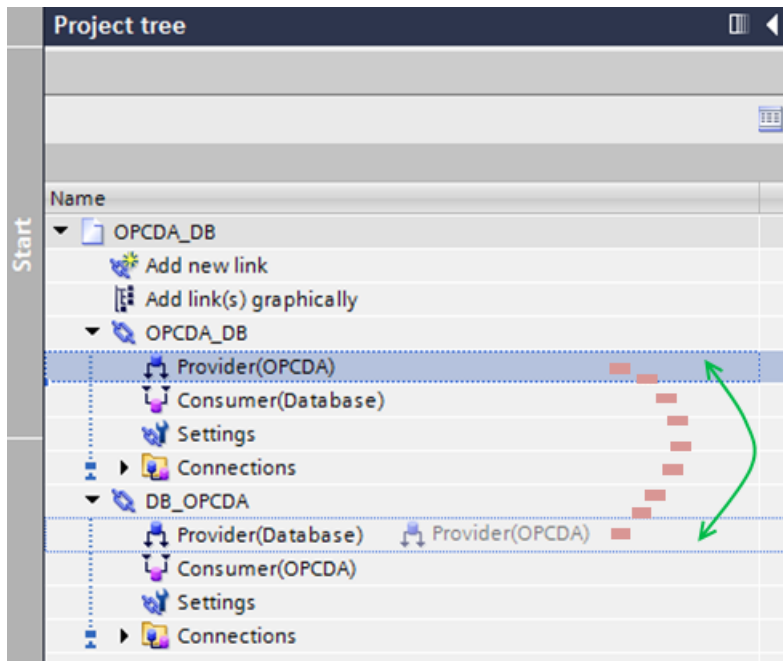 Project tree
Start
Name
OPCDA_DB
Add new link
Add link(s) graphically
OPCDA_DB
Provider(OPCDA)
Consumer(Database)
Settings
Connections
DB_OPCDA
Provider(Database) Provider(OPCDA)
Consumer(OPCDA)
Settings
Connections